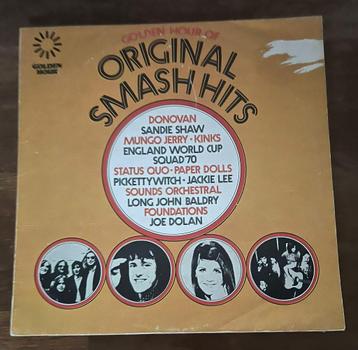 GOLDEN HOUR
GOLDEN HOUR OF
ORIGINAL
SMASH HITS
DONOVAN
SANDIE SHAW
MUNGO JERRY · KINKS
ENGLAND WORLD CUP
SQUAD '70
STATUS QUO · PAPER DOLLS
PICKETTYWITCH · JACKIE LEE
SOUNDS ORCHESTRAL
LONG JOHN BALDRY
FOUNDATIONS
JOE DOLAN